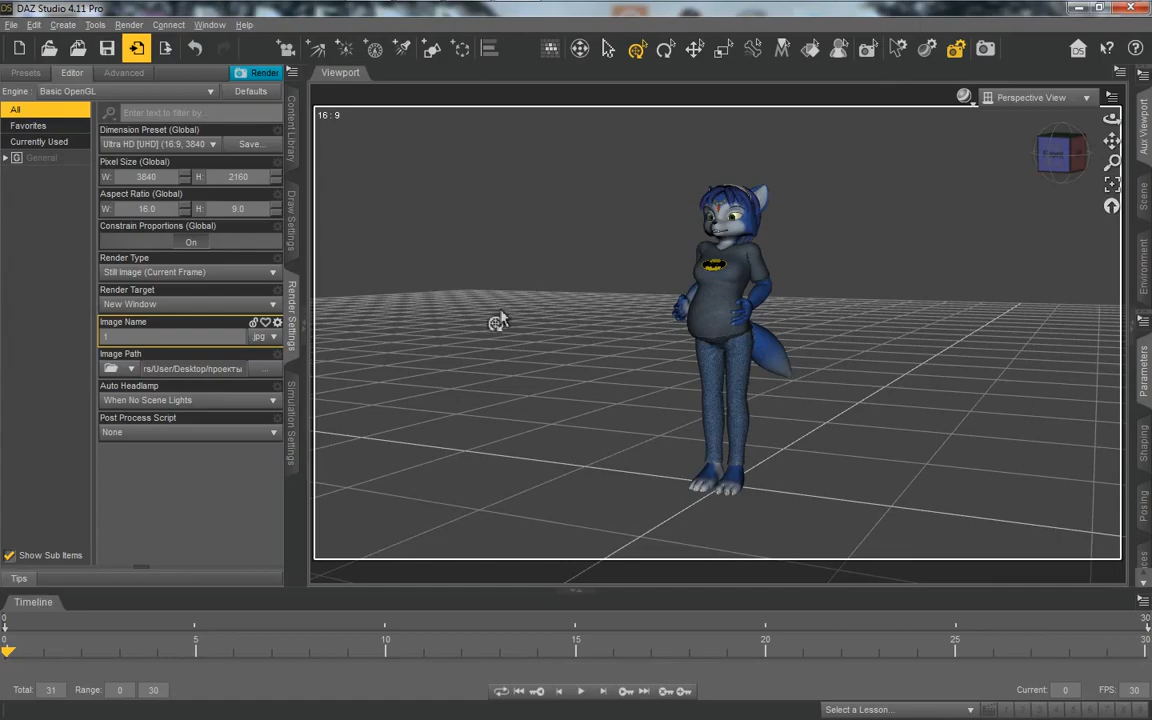 DAZ Studio 4.11 Pro
File Edit Create Tools Render Connect Window Help
Presets Editor Advanced Render
Viewport
Engine : Basic OpenGL Defaults
Perspective View
All
Favorites
Currently Used
General
Enter text to filter by...
Dimension Preset (Global)
Ultra HD [UHD] (16:9, 3840 Save...
Pixel Size (Global)
W: 3840 H: 2160
Aspect Ratio (Global)
W: 16.0 H: 9.0
Constrain Proportions (Global)
On
Render Type
Still Image (Current Frame)
Render Target
New Window
Image Name
1 .jpg
Image Path
rs/User/Desktop/проекты ...
Auto Headlamp
When No Scene Lights
Post Process Script
None
Show Sub Items
Tips
Content Library
Draw Settings
Render Settings
Simulation Settings
16 : 9
Aux Viewport
Scene
Environment
Parameters
Shaping
Posing
Timeline
0 30
0 5 10 15 20 25 30
Total: 31 Range: 0 30 Current: 0 FPS: 30
Select a Lesson...